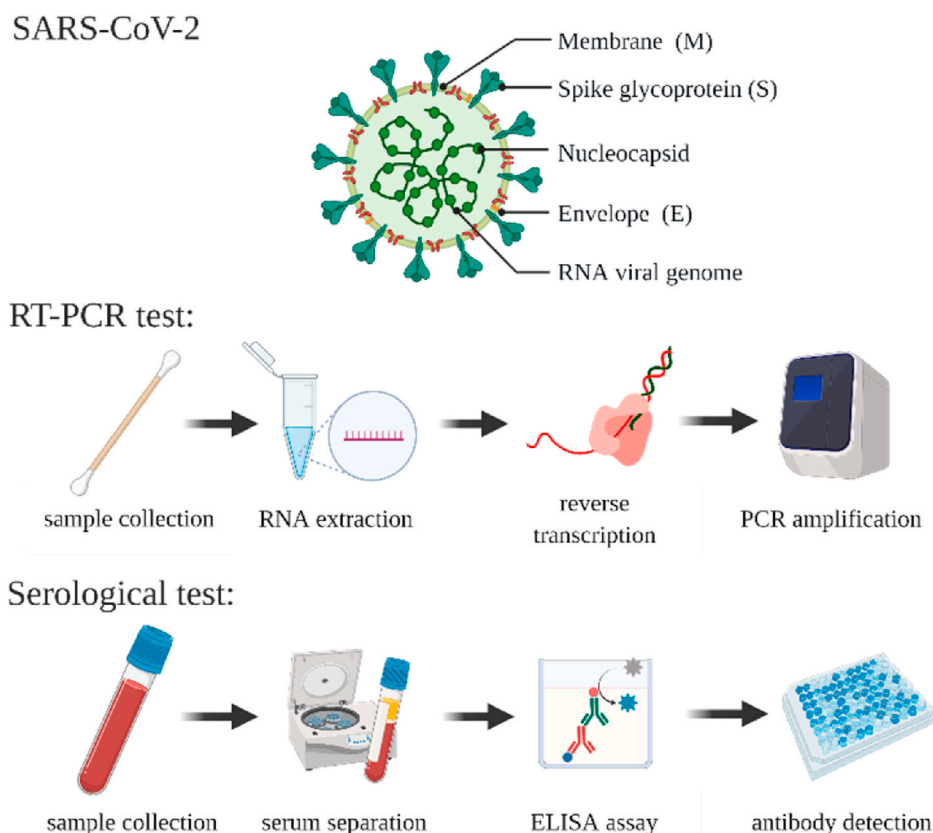 SARS-CoV-2
Membrane (M)
Spike glycoprotein (S)
Nucleocapsid
Envelope (E)
RNA viral genome
RT-PCR test:
sample collection
RNA extraction
reverse
transcription
PCR amplification
Serological test:
sample collection
serum separation
ELISA assay
antibody detection